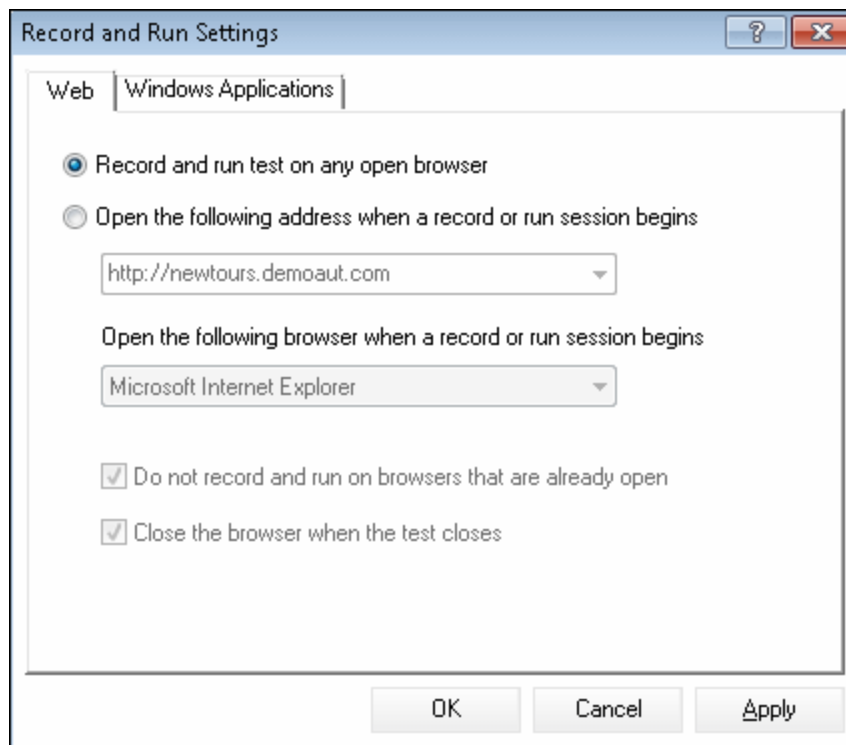 Record and Run Settings
?
Web Windows Applications
Record and run test on any open browser
Open the following address when a record or run session begins
http://newtours.demoaut.com
Open the following browser when a record or run session begins
Microsoft Internet Explorer
Do not record and run on browsers that are already open
Close the browser when the test closes
OK Cancel Apply